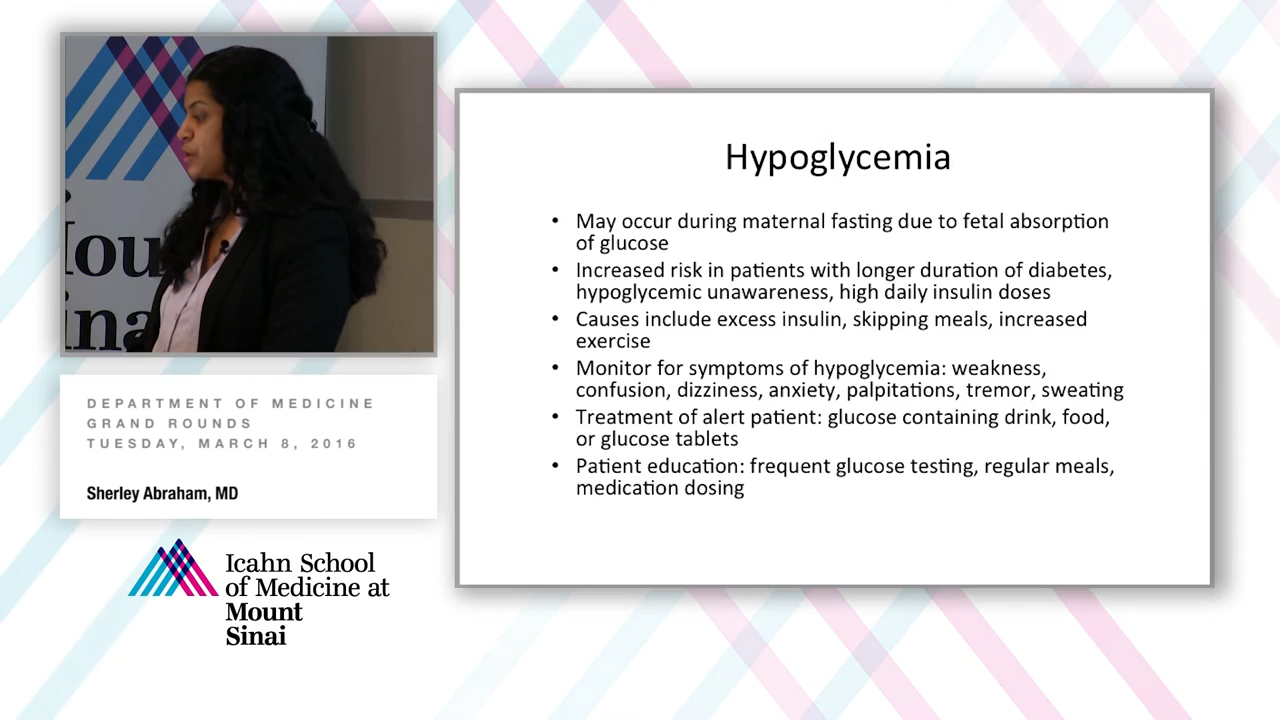 Hypoglycemia
• May occur during maternal fasting due to fetal absorption
of glucose
• Increased risk in patients with longer duration of diabetes,
hypoglycemic unawareness, high daily insulin doses
• Causes include excess insulin, skipping meals, increased
exercise
• Monitor for symptoms of hypoglycemia: weakness,
confusion, dizziness, anxiety, palpitations, tremor, sweating
• Treatment of alert patient: glucose containing drink, food,
or glucose tablets
• Patient education: frequent glucose testing, regular meals,
medication dosing
DEPARTMENT OF MEDICINE
GRAND ROUNDS
TUESDAY, MARCH 8, 2016
Sherley Abraham, MD
Icahn School
of Medicine at
Mount
Sinai